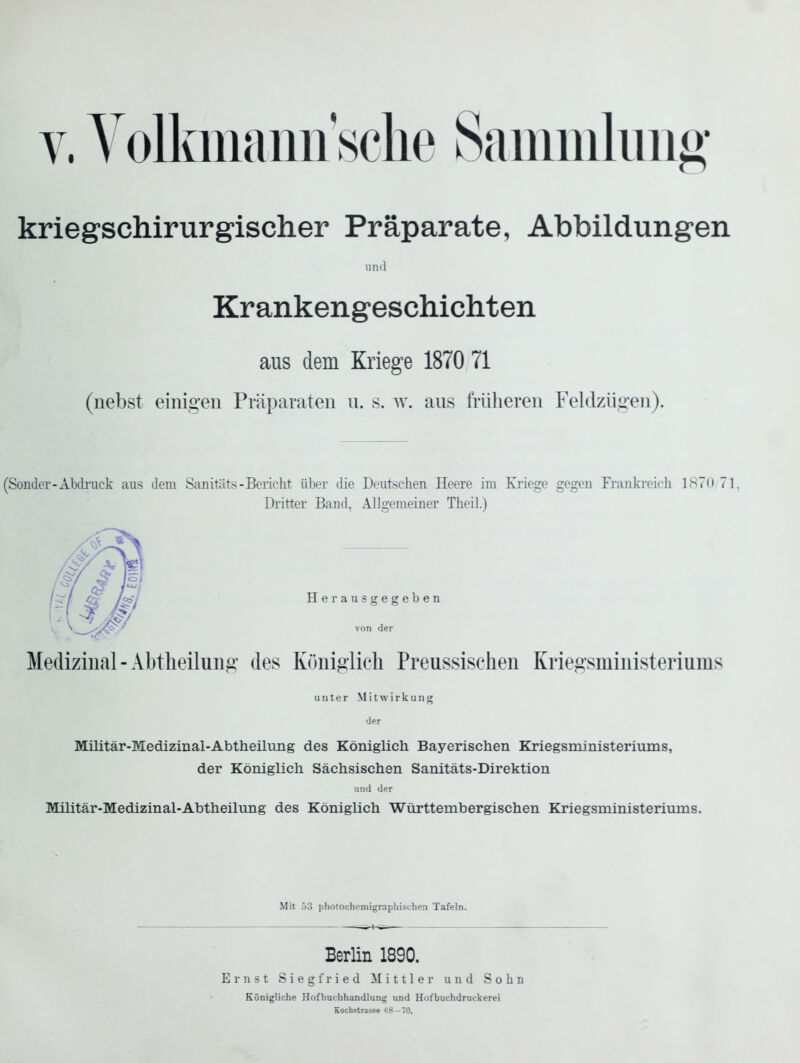 v. Volkmann'sche Sammlung
kriegschirurgischer Präparate, Abbildungen
und
Krankengeschichten
aus dem Kriege 1870/71
(nebst einigen Präparaten u. s. w. aus früheren Feldzügen).
(Sonder-Abdruck aus dem Sanitäts-Bericht über die Deutschen Heere im Kriege gegen Frankreich 1870/71,
Dritter Band, Allgemeiner Theil.)
COLLEGE OF
LIBRARY
Herausgegeben
von der
Medizinal-Abtheilung des Königlich Preussischen Kriegsministeriums
unter Mitwirkung
der
Militär-Medizinal-Abtheilung des Königlich Bayerischen Kriegsministeriums,
der Königlich Sächsischen Sanitäts-Direktion
und der
Militär-Medizinal-Abtheilung des Königlich Württembergischen Kriegsministeriums.
Mit 53 photochemigraphischen Tafeln.
Berlin 1890.
Ernst Siegfried Mittler und Sohn
Königliche Hofbuchhandlung und Hofbuchdruckerei
Kochstrasse 68—70.